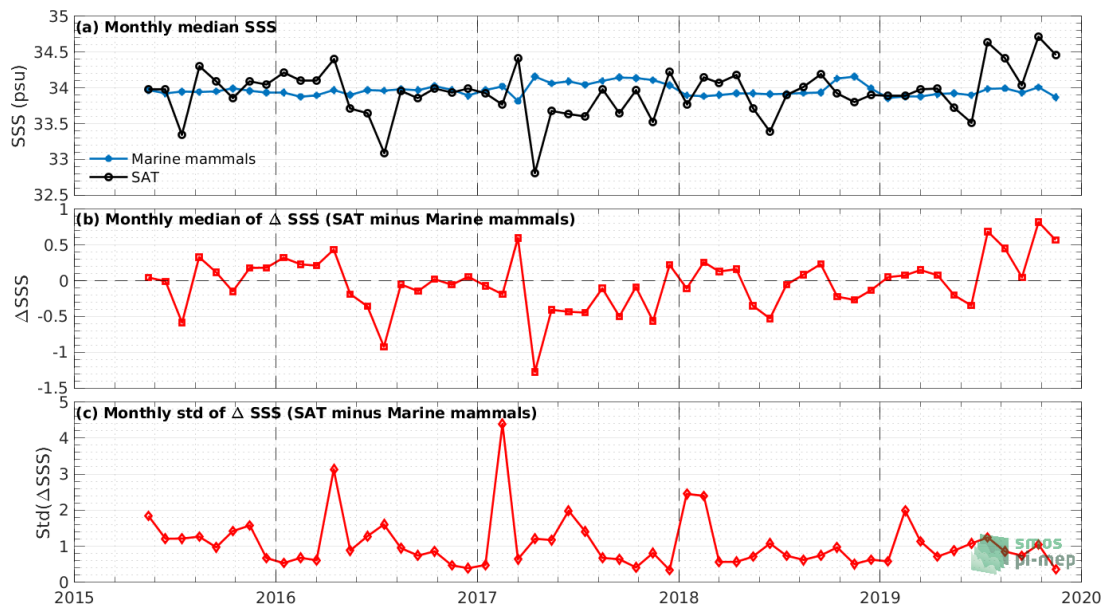 (a) Monthly median SSS
35
34.5
34
33.5
33
32.5
SSS (psu)
Marine mammals
SAT
(b) Monthly median of Δ SSS (SAT minus Marine mammals)
1
0.5
0
-0.5
-1
-1.5
ΔSSS
(c) Monthly std of Δ SSS (SAT minus Marine mammals)
5
4
3
2
1
0
Std(ΔSSS)
smos
pi-mep
2015 2016 2017 2018 2019 2020